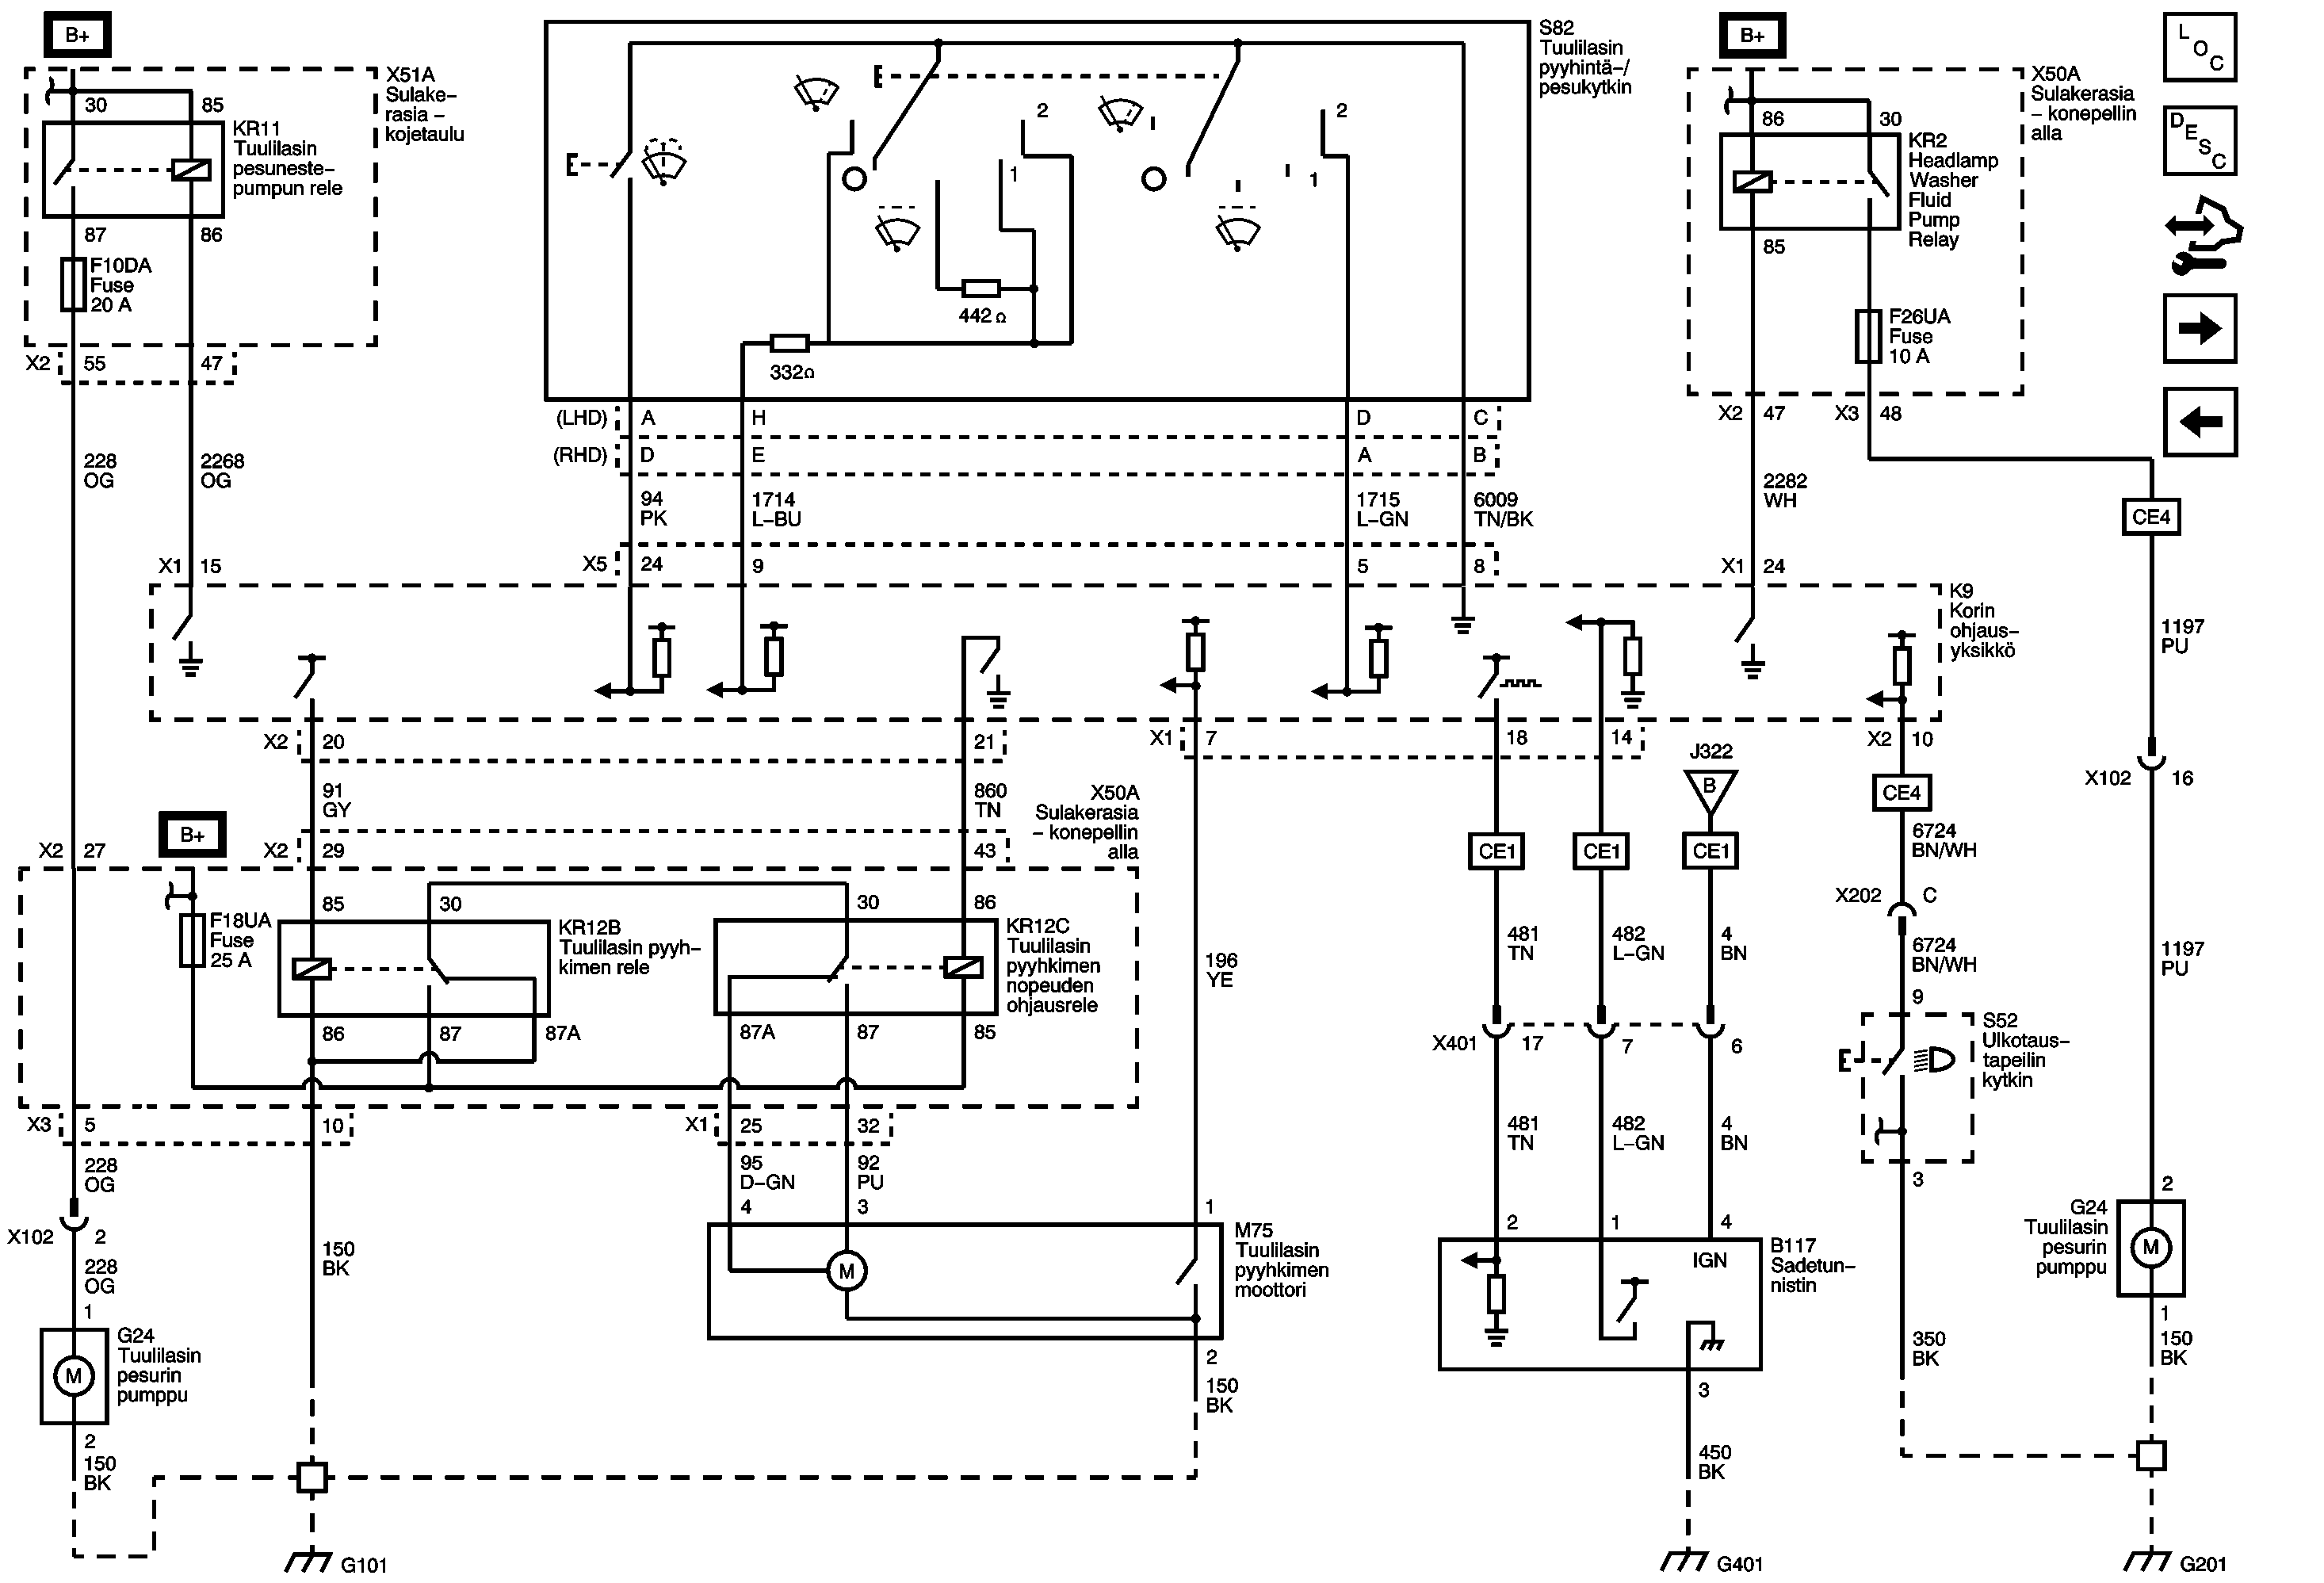 B+
X51A
Sulake–
rasia –
kojetaulu
30
85
KR11
Tuulilasin
pesuneste–
pumpun rele
87
86
F10DA
Fuse
20 A
X2
55
47
228
OG
2268
OG
X1
15
S82
Tuulilasin
pyyhintä–/
pesukytkin
2
1
2
1
442 Ω
332Ω
(LHD)
A
H
D
C
(RHD)
D
E
A
B
94
PK
1714
L–BU
1715
L–GN
6009
TN/BK
X5
24
9
5
8
B+
X50A
Sulakerasia
– konepellin
alla
86
30
KR2
Headlamp
Washer
Fluid
Pump
Relay
85
F26UA
Fuse
10 A
X2
47
X3
48
2282
WH
X1
24
L
O
C
D
E
S
C
CE4
1197
PU
K9
Korin
ohjaus–
yksikkö
X2
20
21
X1
7
18
14
X2
10
91
GY
860
TN
J322
B
CE4
X102
16
X50A
Sulakerasia
– konepellin
alla
B+
X2
27
X2
29
43
CE1
CE1
CE1
6724
BN/WH
X202
C
F18UA
Fuse
25 A
85
30
KR12B
Tuulilasin pyyh–
kimen rele
86
87
87A
30
86
KR12C
Tuulilasin
pyyhkimen
nopeuden
ohjausrele
87A
87
85
196
YE
481
TN
482
L–GN
4
BN
6724
BN/WH
1197
PU
9
S52
Ulkotaus–
tapeilin
kytkin
3
X401
17
7
6
X3
5
10
X1
25
32
228
OG
95
D–GN
92
PU
481
TN
482
L–GN
4
BN
X102
2
228
OG
150
BK
4
3
1
M75
Tuulilasin
pyyhkimen
moottori
M
2
150
BK
2
1
4
IGN
B117
Sadetun–
nistin
3
450
BK
350
BK
2
G24
Tuulilasin
pesurin
pumppu
M
1
150
BK
1
G24
Tuulilasin
pesurin
pumppu
M
2
150
BK
G101
G401
G201